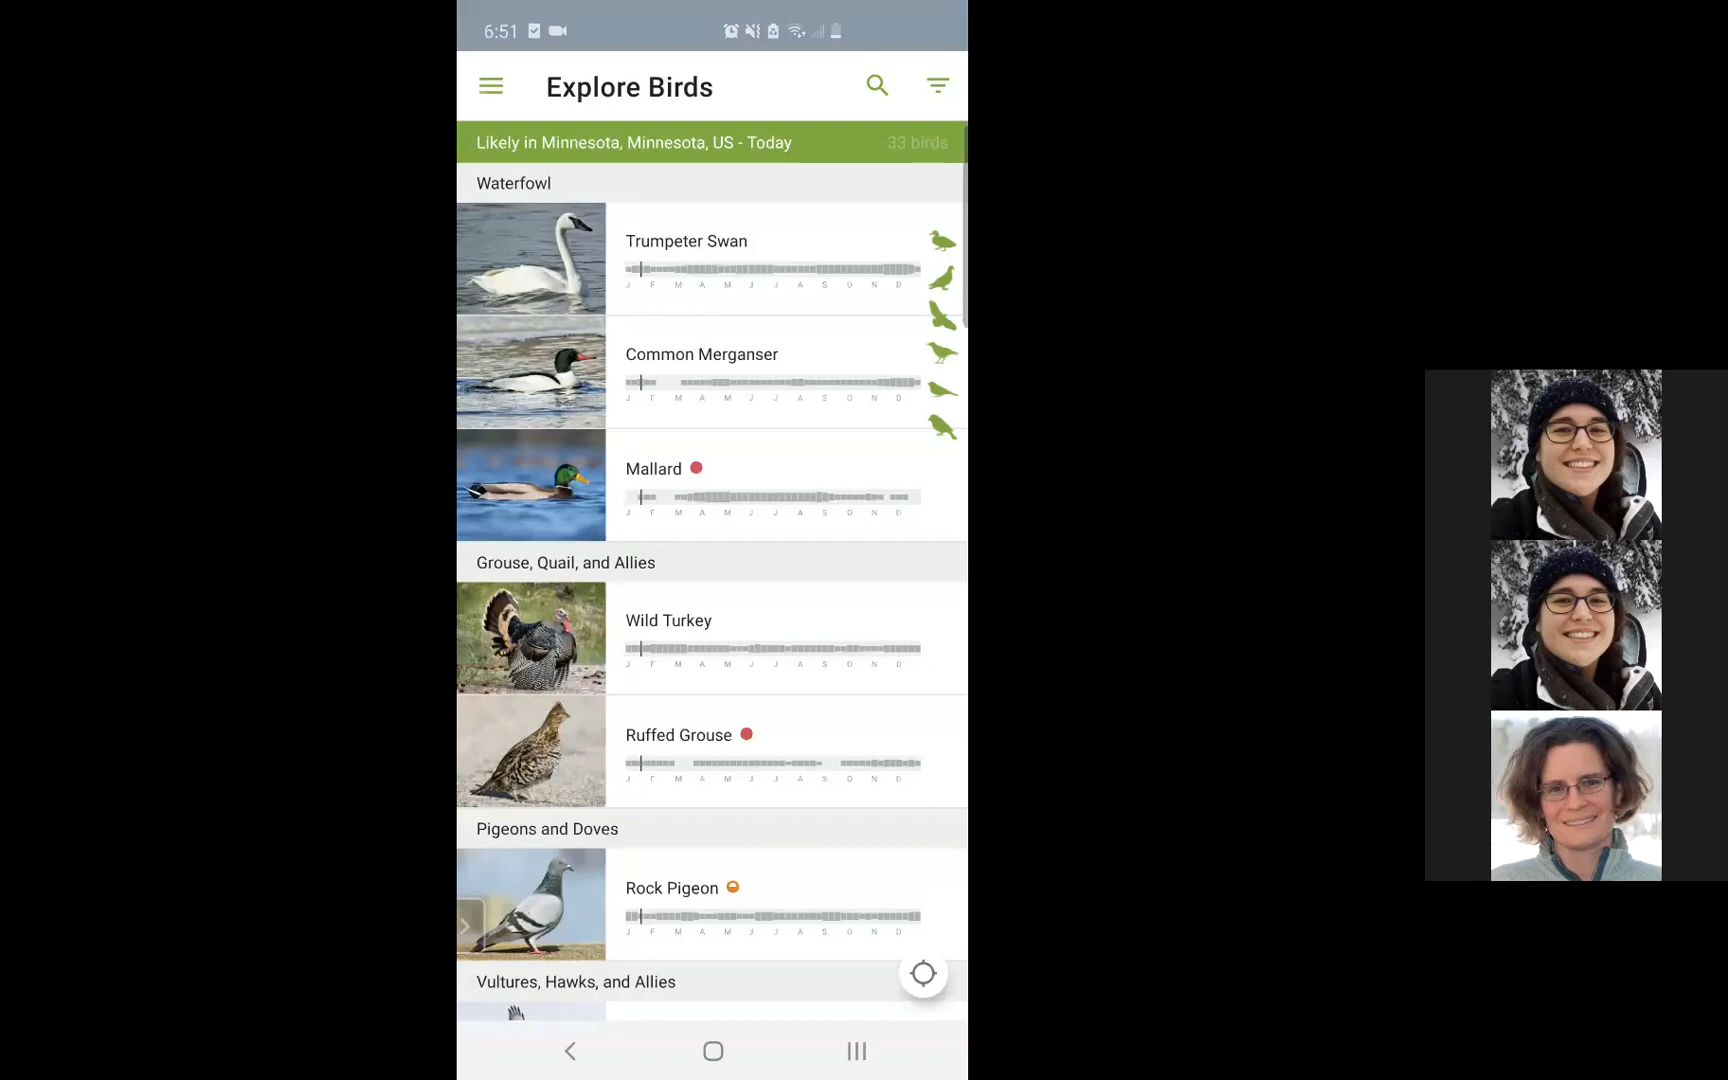 6:51
Explore Birds
Likely in Minnesota, Minnesota, US - Today 33 birds
Waterfowl
Trumpeter Swan
J F M A M J J A S O N D
Common Merganser
J F M A M J J A S O N D
Mallard
J F M A M J J A S O N D
Grouse, Quail, and Allies
Wild Turkey
J F M A M J J A S O N D
Ruffed Grouse
J F M A M J J A S O N D
Pigeons and Doves
Rock Pigeon
J F M A M J J A S O N D
Vultures, Hawks, and Allies